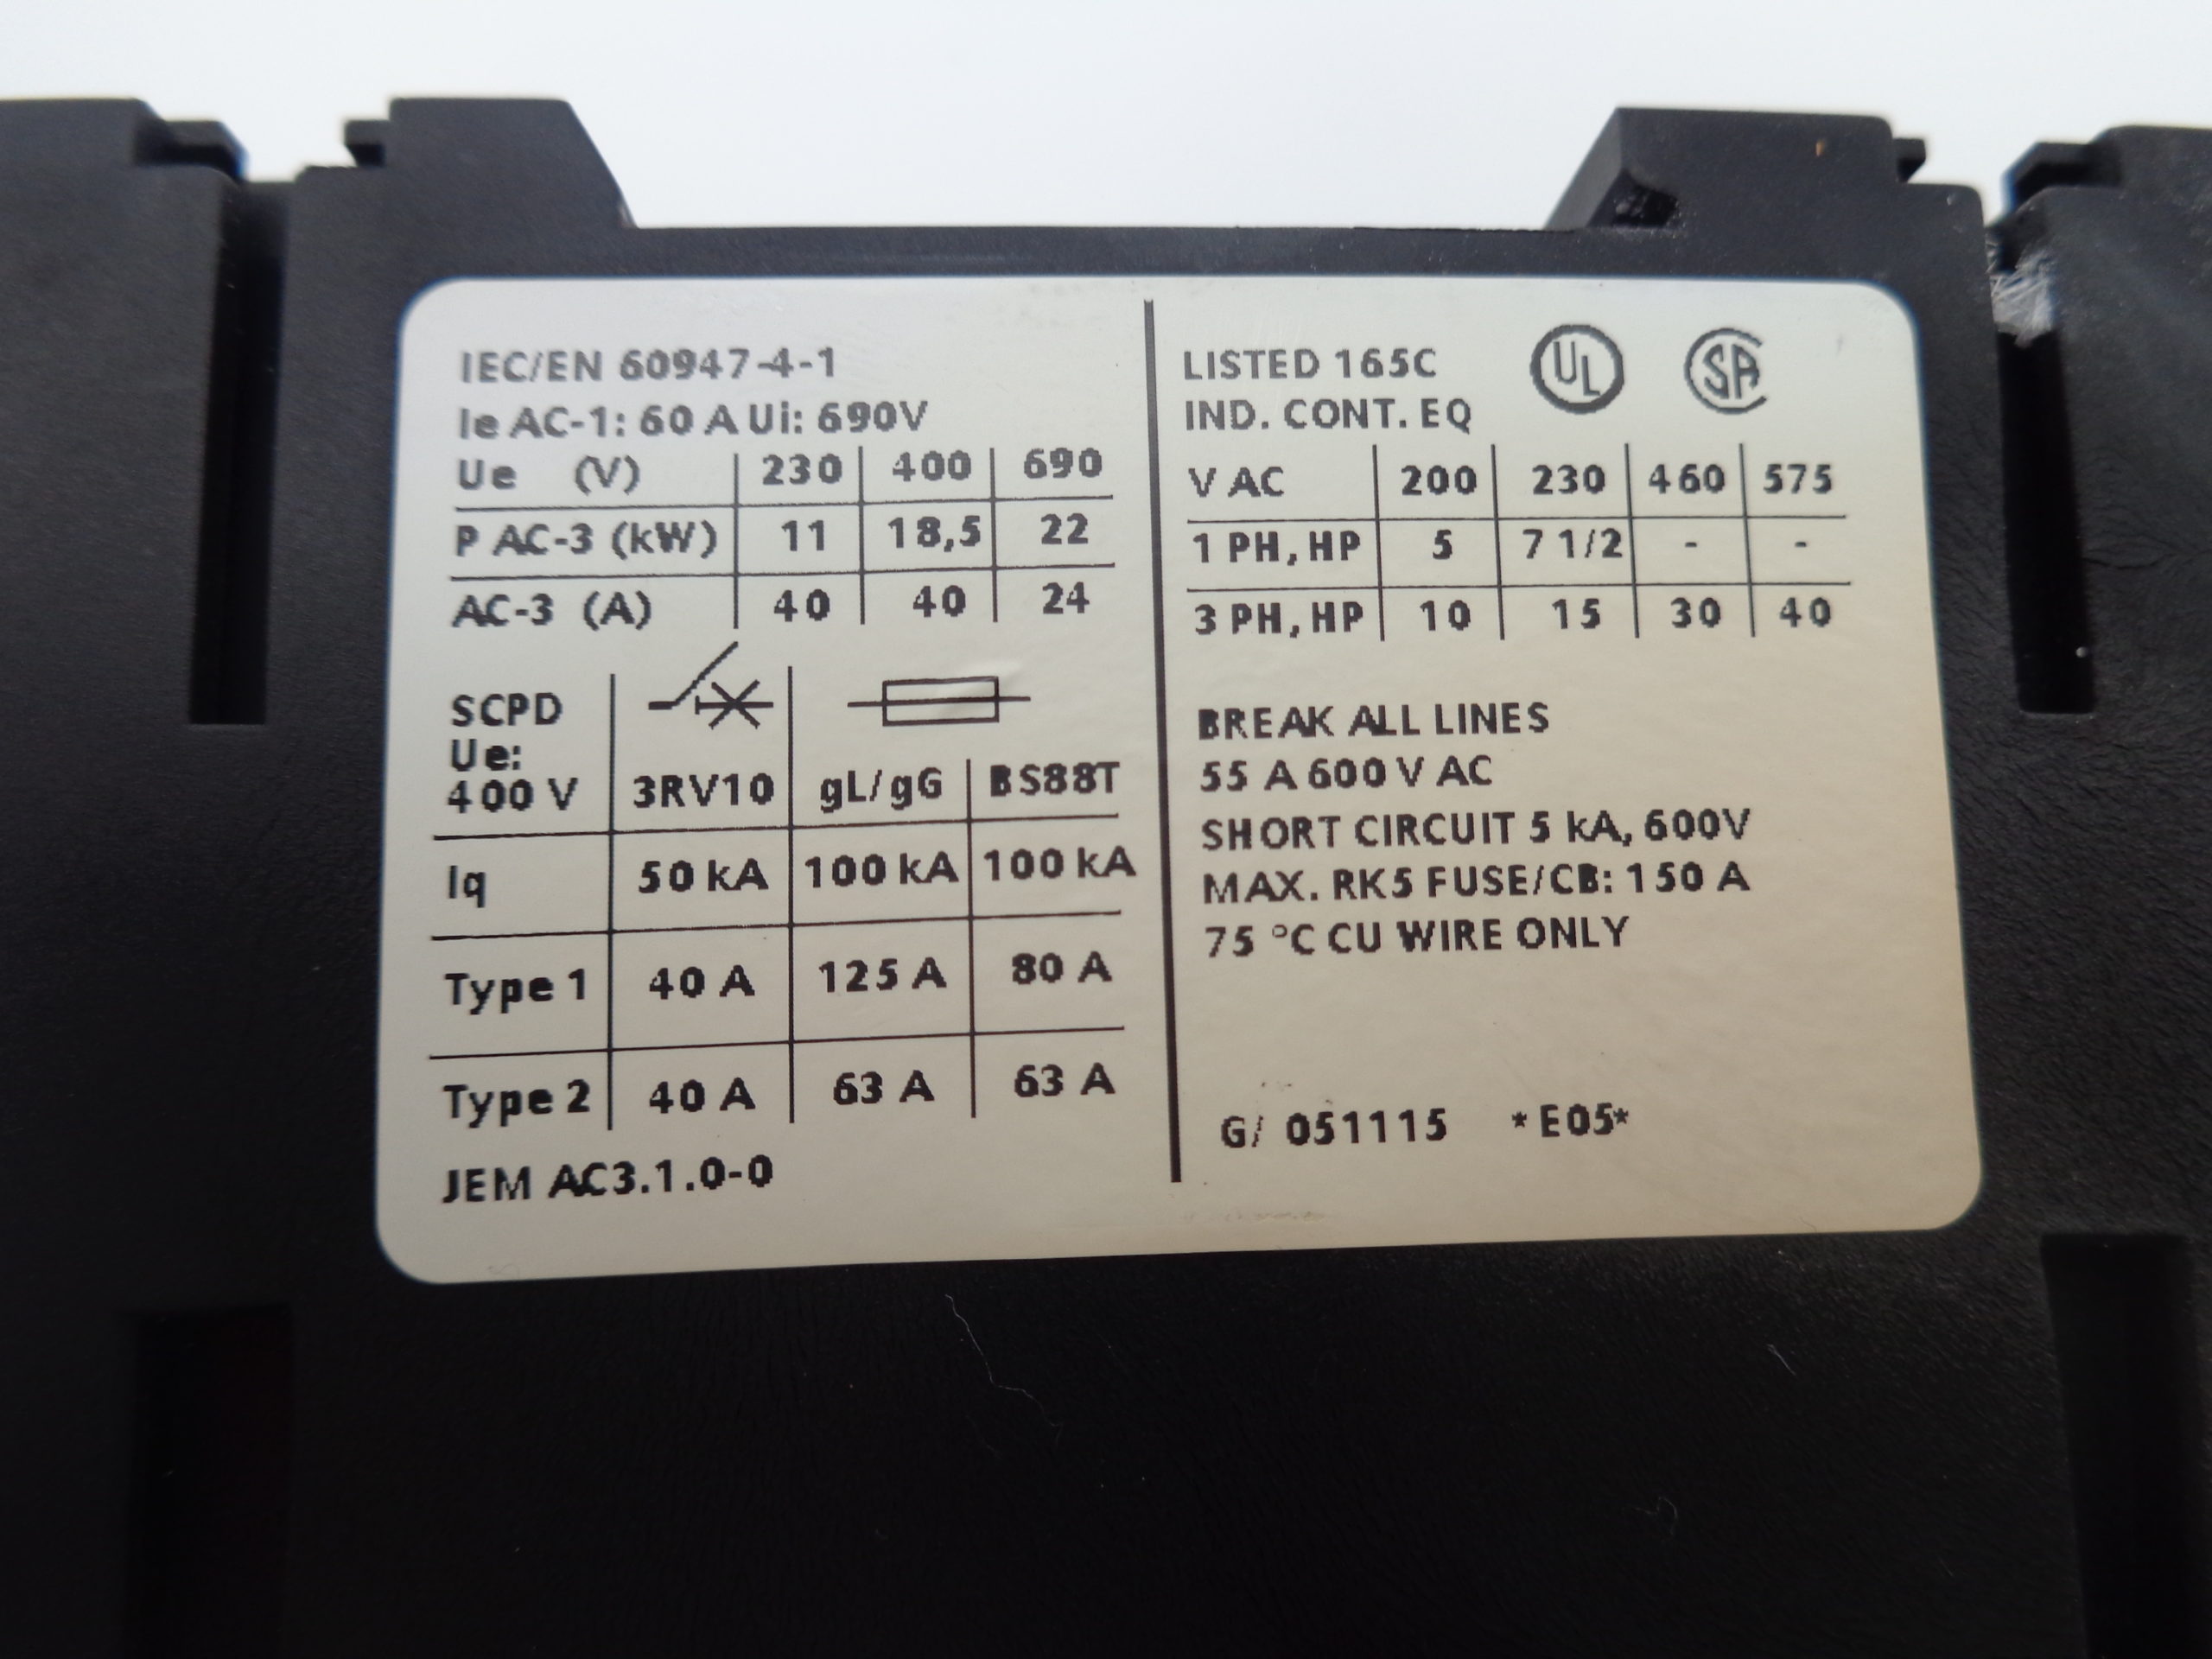 IEC/EN 60947-4-1
Ie AC-1: 60 A Ui: 690V
Ue (V) 230 400 690
P AC-3 (kW) 11 18,5 22
AC-3 (A) 40 40 24
SCPD
Ue:
400 V 3RV10 gL/gG BS88T
Iq 50 kA 100 kA 100 kA
Type 1 40 A 125 A 80 A
Type 2 40 A 63 A 63 A
JEM AC3.1.0-0
LISTED 165C UL SA
IND. CONT. EQ
V AC 200 230 460 575
1 PH, HP 5 7 1/2 - -
3 PH, HP 10 15 30 40
BREAK ALL LINES
55 A 600 V AC
SHORT CIRCUIT 5 kA, 600V
MAX. RK5 FUSE/CB: 150 A
75 °C CU WIRE ONLY
G/ 051115 *E05*